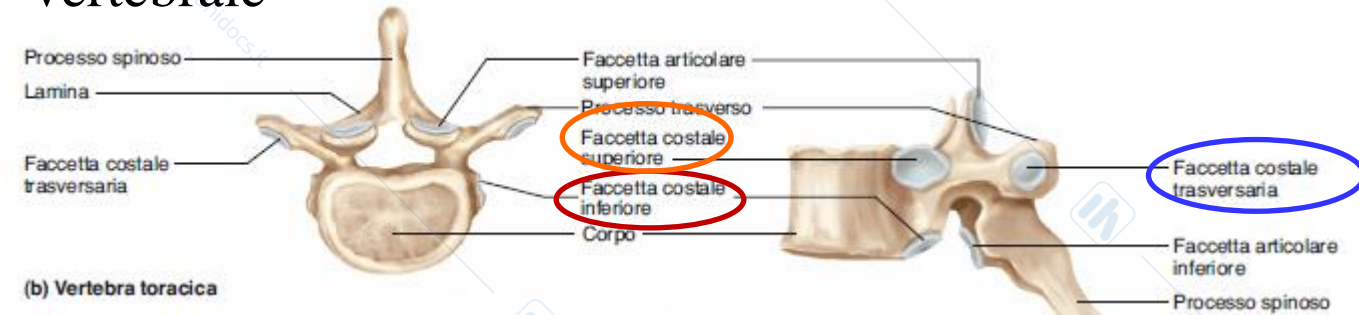 Vertebrale
Processo spinoso
Lamina
Faccetta costale
trasversaria
Faccetta articolare
superiore
Processo trasverso
Faccetta costale
superiore
Faccetta costale
inferiore
Corpo
Faccetta costale
trasversaria
Faccetta articolare
inferiore
Processo spinoso
(b) Vertebra toracica